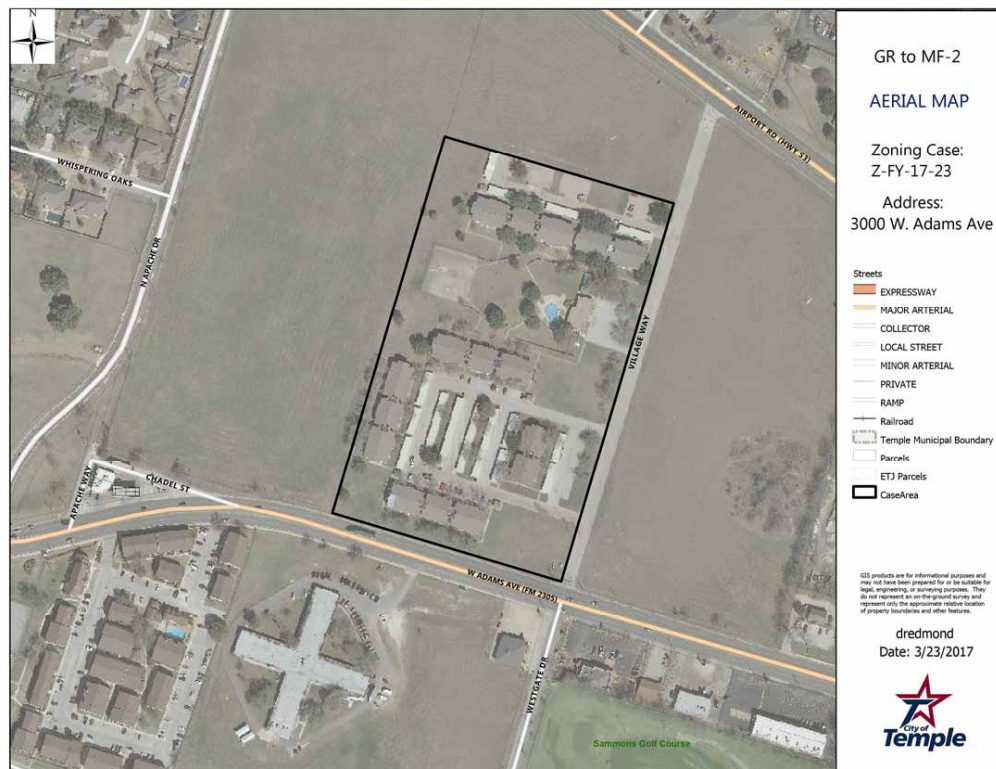 N
GR to MF-2
AERIAL MAP
Zoning Case:
Z-FY-17-23
Address:
3000 W. Adams Ave
Streets
EXPRESSWAY
MAJOR ARTERIAL
COLLECTOR
LOCAL STREET
MINOR ARTERIAL
PRIVATE
RAMP
Railroad
Temple Municipal Boundary
Parcels
ETJ Parcels
CaseArea
GIS products are for informational purposes and
may not have been prepared for or be suitable for
legal, engineering, or surveying purposes. They
do not represent an on-the-ground survey and
represent only the approximate relative location
of property boundaries and other features.
dredmond
Date: 3/23/2017
City of
Temple
AIRPORT RD (HWY 53)
WHISPERING OAKS
N APACHE DR
VILLAGE WAY
APACHE WAY
CHADEL ST
W ADAMS AVE (FM 2305)
WESTGATE DR
Sammons Golf Course